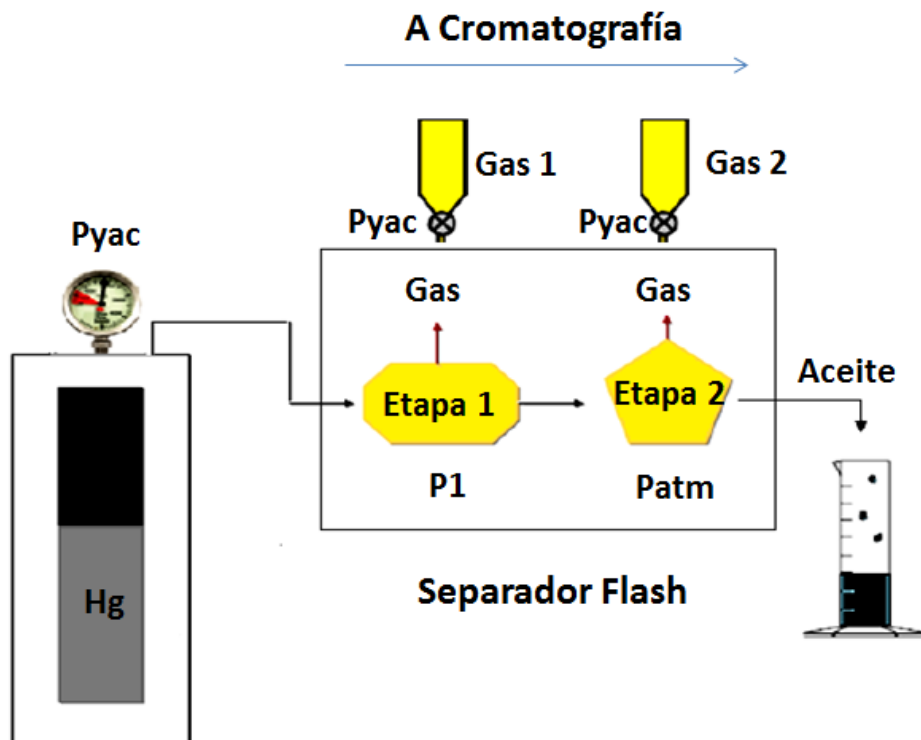 A Cromatografía
Gas 1
Gas 2
Pyac
Pyac
Pyac
Gas
Gas
Etapa 1
Etapa 2
Aceite
P1
Patm
Hg
Separador Flash